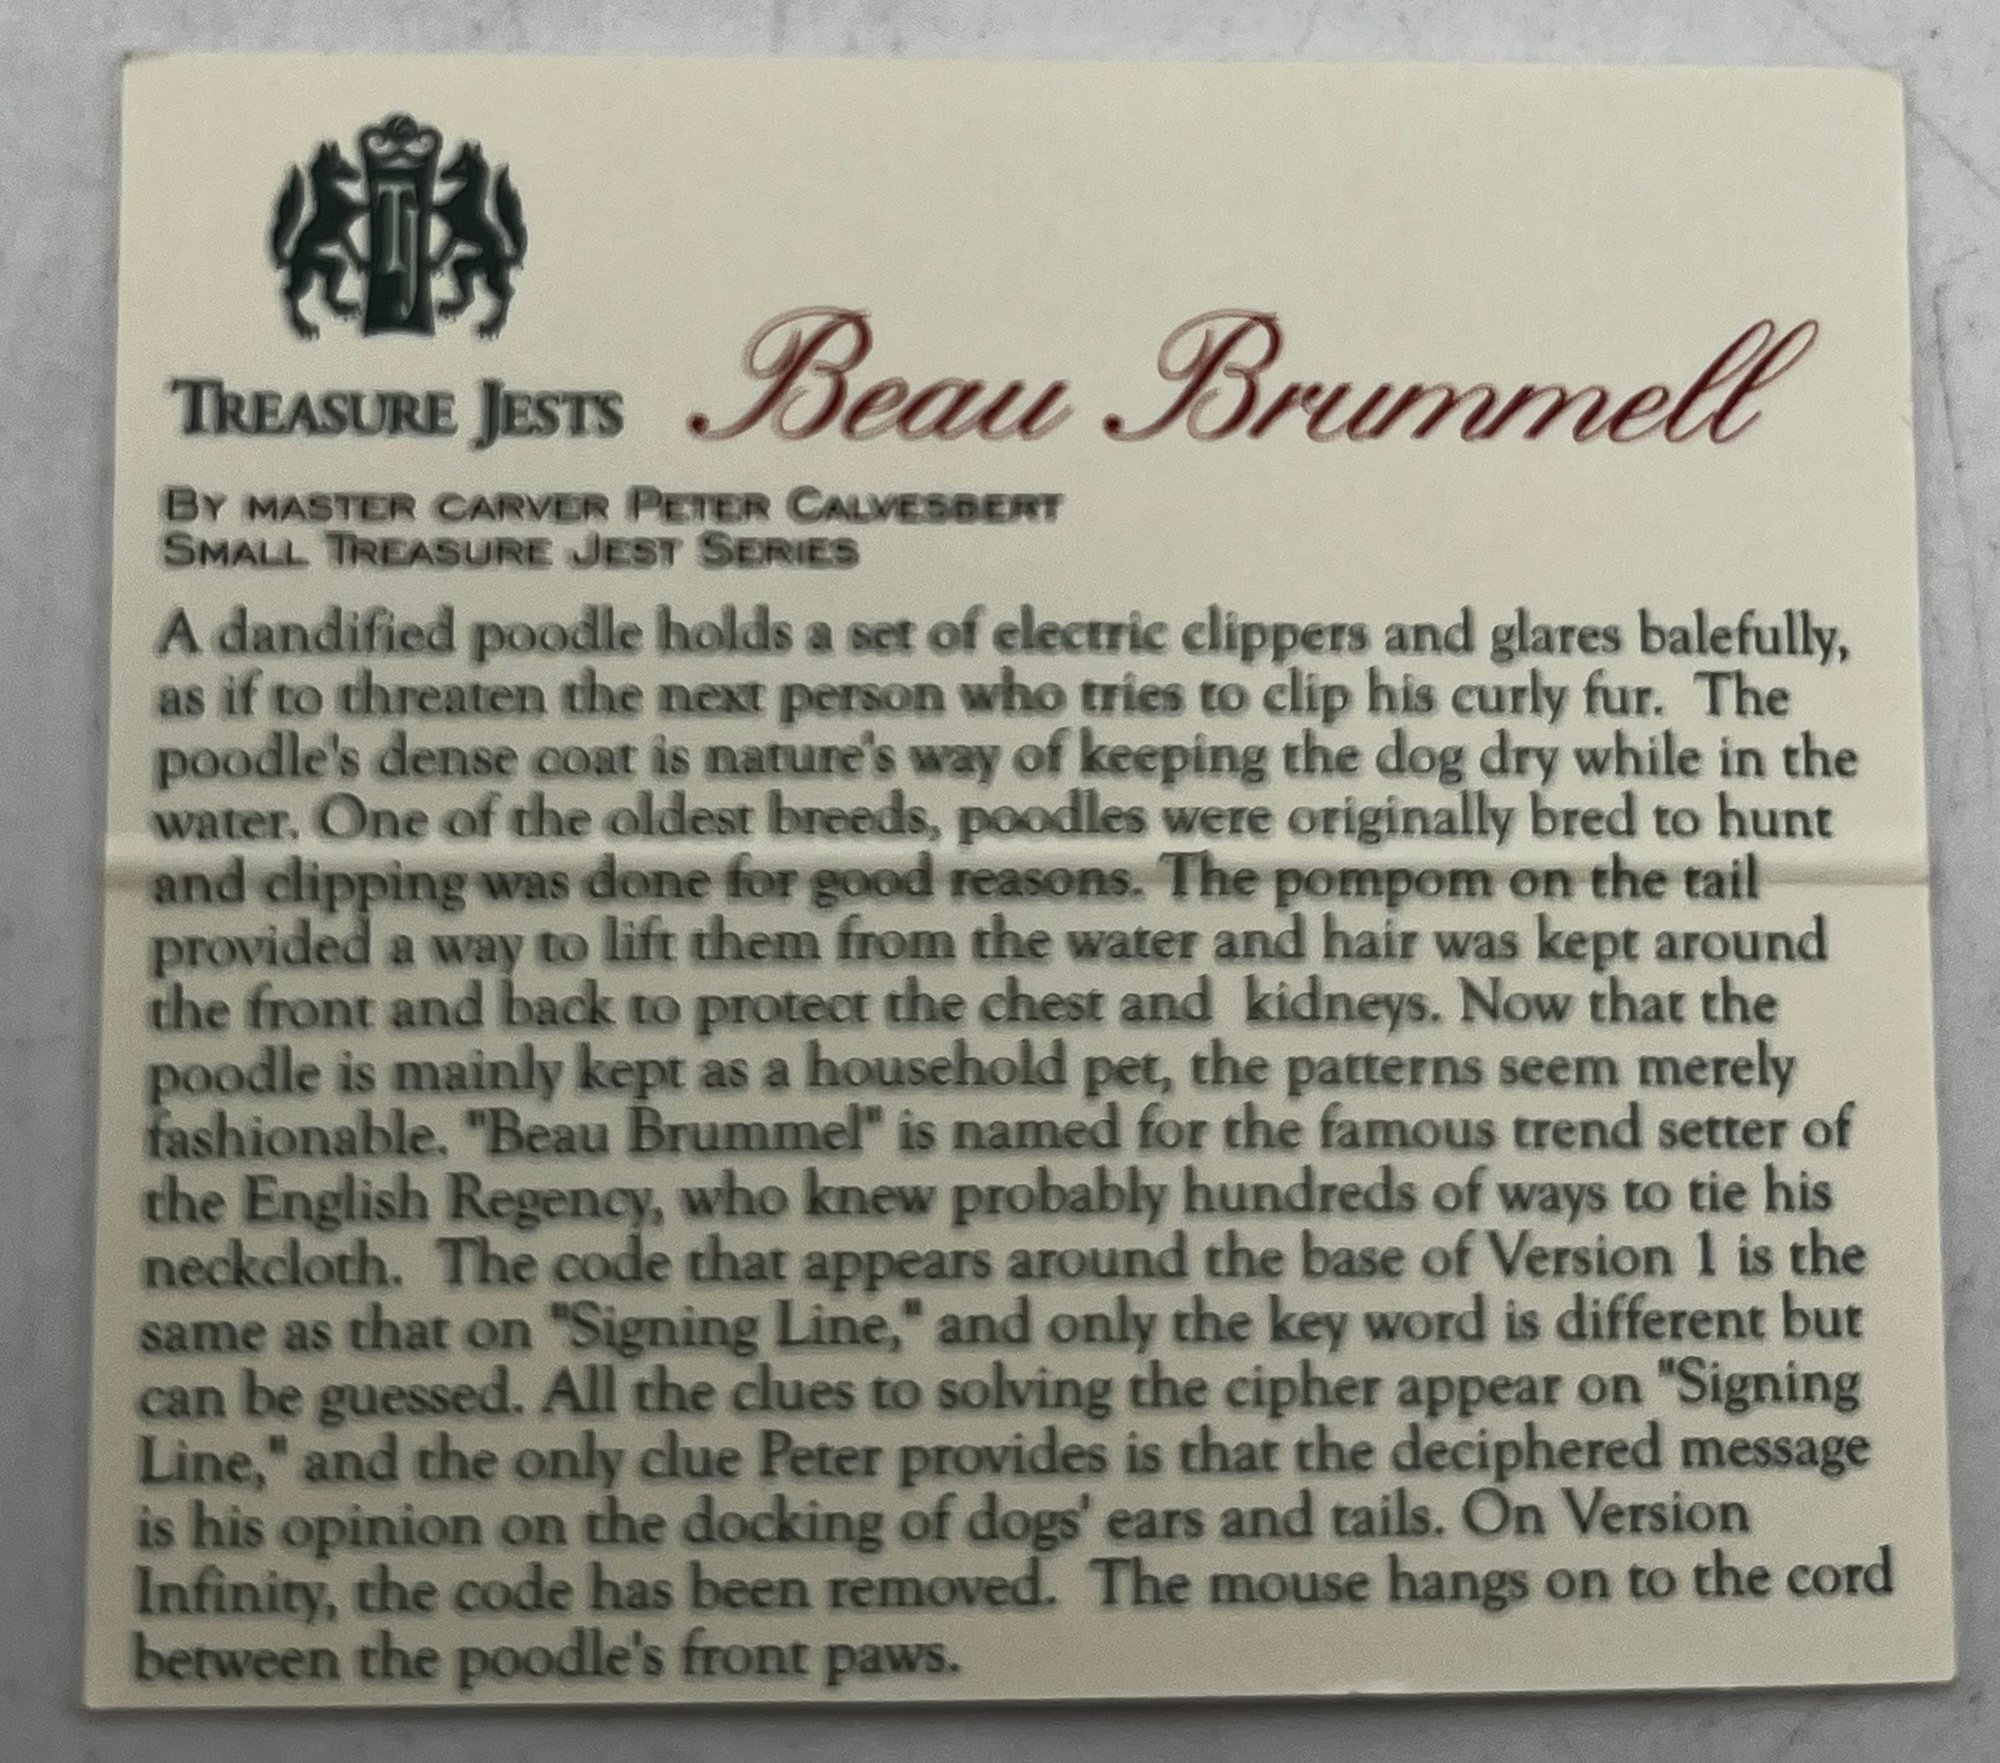 TJ
TREASURE JESTS
Beau Brummell
BY MASTER CARVER PETER CALVESBERT
SMALL TREASURE JEST SERIES
A dandified poodle holds a set of electric clippers and glares balefully,
as if to threaten the next person who tries to clip his curly fur.  The
poodle's dense coat is nature's way of keeping the dog dry while in the
water. One of the oldest breeds, poodles were originally bred to hunt
and clipping was done for good reasons. The pompom on the tail
provided a way to lift them from the water and hair was kept around
the front and back to protect the chest and  kidneys. Now that the
poodle is mainly kept as a household pet, the patterns seem merely
fashionable. "Beau Brummel" is named for the famous trend setter of
the English Regency, who knew probably hundreds of ways to tie his
neckcloth.  The code that appears around the base of Version 1 is the
same as that on "Signing Line," and only the key word is different but
can be guessed. All the clues to solving the cipher appear on "Signing
Line," and the only clue Peter provides is that the deciphered message
is his opinion on the docking of dogs' ears and tails. On Version
Infinity, the code has been removed.  The mouse hangs on to the cord
between the poodle's front paws.